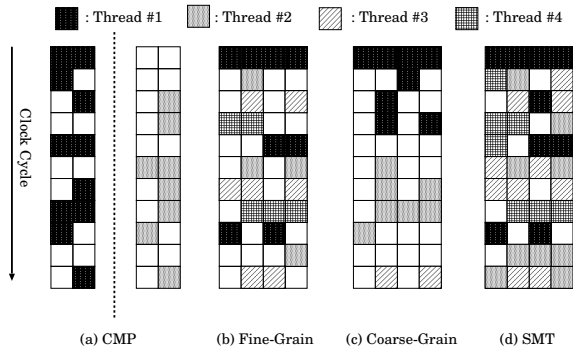 : Thread #1 : Thread #2 : Thread #3 : Thread #4
Clock Cycle
(a) CMP (b) Fine-Grain (c) Coarse-Grain (d) SMT